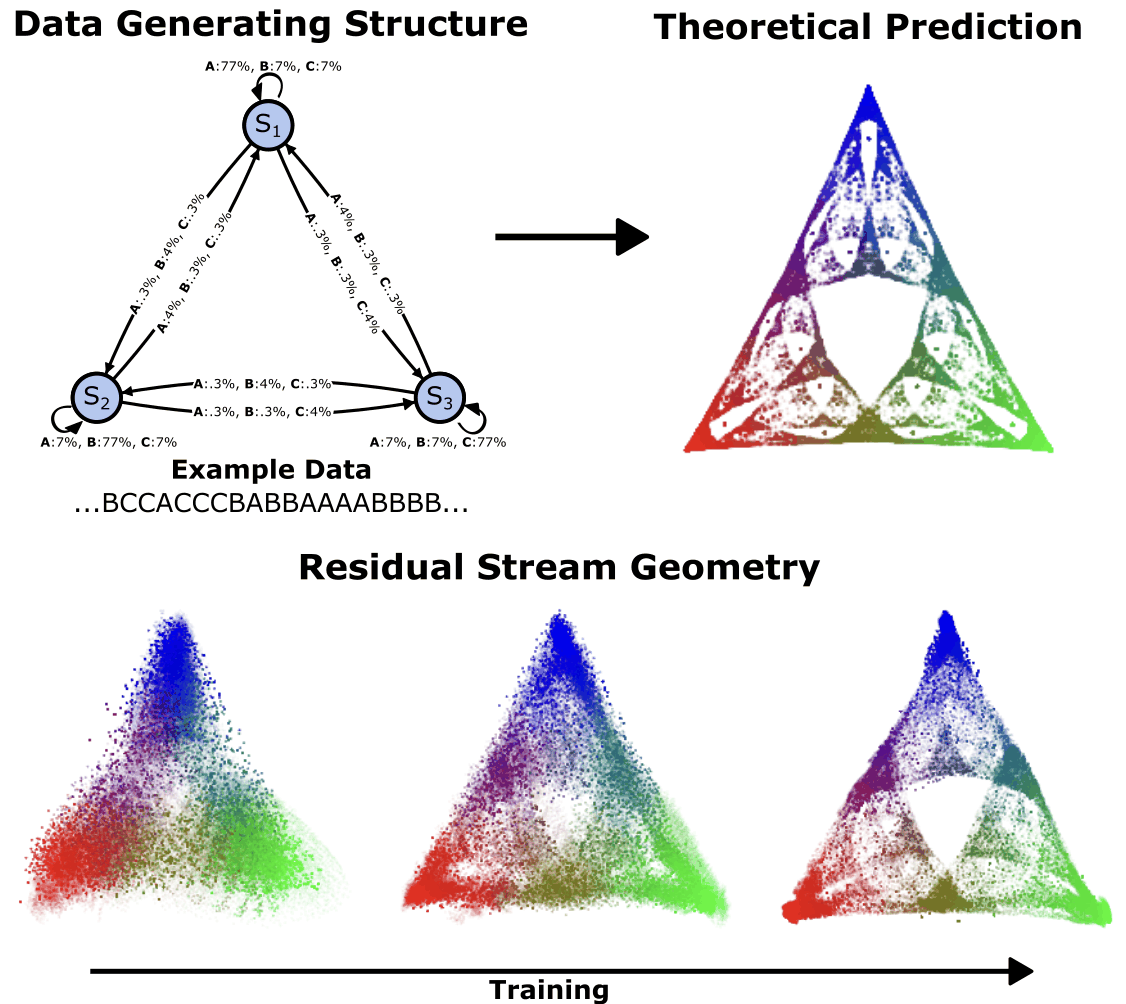 Data Generating Structure
Theoretical Prediction
A:77%, B:7%, C:7%
S1
A:.3%, B:4%, C:.3%
A:4%, B:.3%, C:.3%
A:4%, B:.3%, C:.3%
A:.3%, B:.3%, C:4%
S2
A:.3%, B:4%, C:.3%
S3
A:.3%, B:.3%, C:4%
A:7%, B:77%, C:7%
A:7%, B:7%, C:77%
Example Data
...BCCACCCBABBAAAABBBB...
Residual Stream Geometry
Training